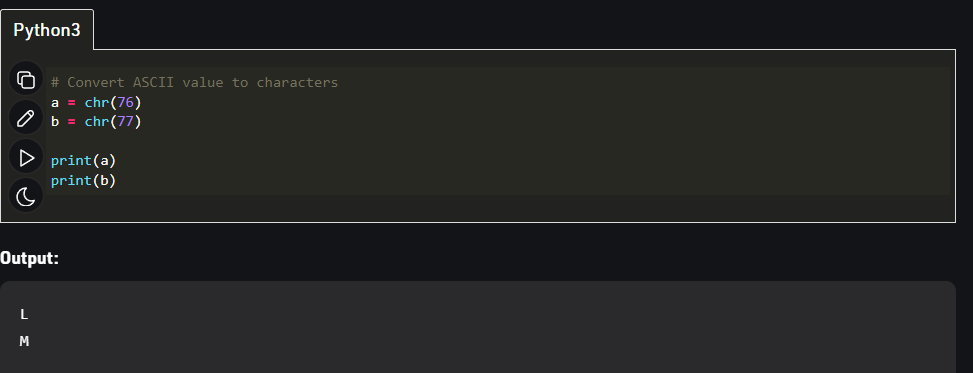 Python3
# Convert ASCII value to characters
a = chr(76)
b = chr(77)
print(a)
print(b)
Output:
L
M